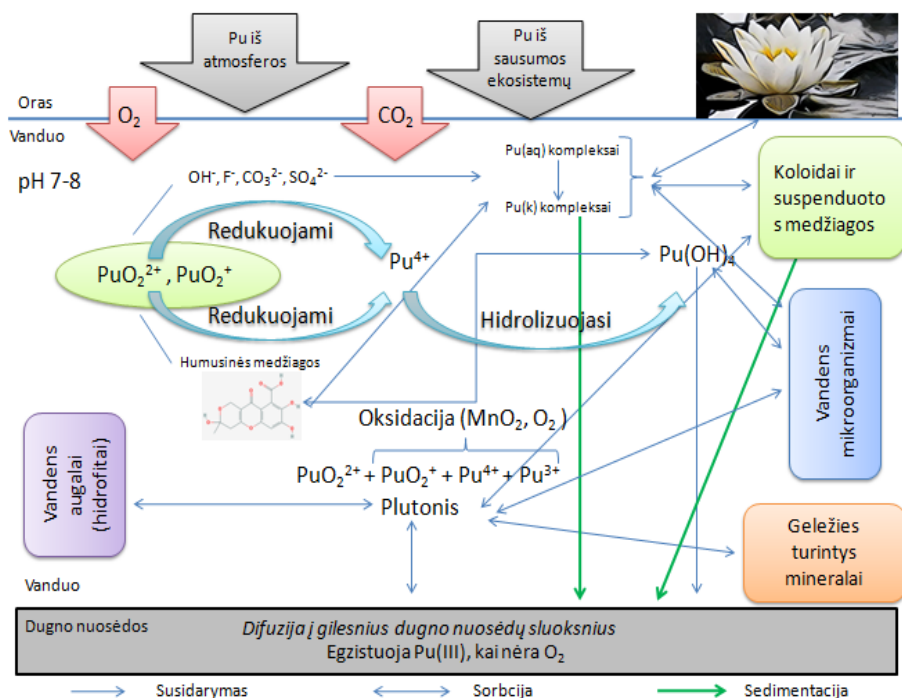 Pu iš
atmosferos
Pu iš
sausumos
ekosistemų
Oras
O₂
CO₂
Vanduo
pH 7-8
OH⁻, F⁻, CO₃²⁻, SO₄²⁻
Pu(aq) kompleksai
Pu(k) kompleksai
Koloidai ir
suspenduoto
s medžiagos
Redukuojami
PuO₂²⁺ , PuO₂⁺
Pu⁴⁺
Pu(OH)₄
Redukuojami
Hidrolizuojasi
Humusinės medžiagos
Vandens
mikroorganizmai
Oksidacija (MnO₂, O₂ )
PuO₂²⁺ + PuO₂⁺ + Pu⁴⁺ + Pu³⁺
Plutonis
Vandens
augalai
(hidrofitai)
Geležies
turintys
mineralai
Vanduo
Dugno nuosėdos
Difuzija į gilesnius dugno nuosėdų sluoksnius
Egzistuoja Pu(III), kai nėra O₂
Susidarymas
Sorbcija
Sedimentacija